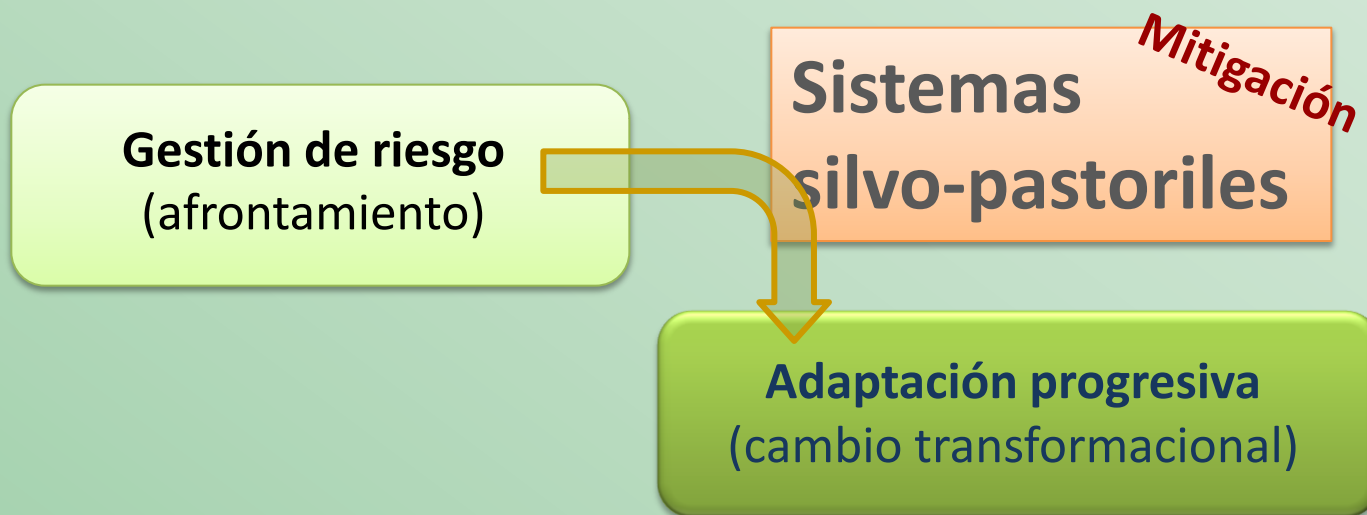 Gestión de riesgo
(afrontamiento)
Sistemas
silvo-pastoriles
Mitigación
Adaptación progresiva
(cambio transformacional)